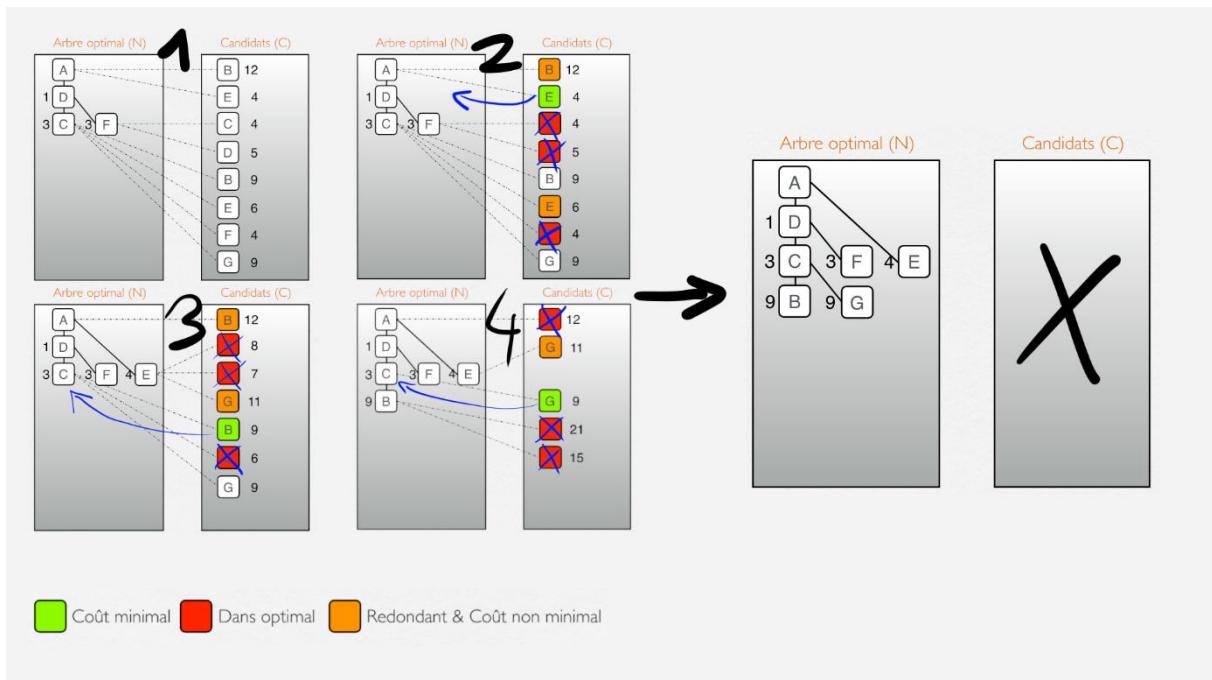 Arbre optimal (N) 1 Candidats (C)
A B 12
1 D E 4
3 C 3 F C 4
D 5
B 9
E 6
F 4
G 9
Arbre optimal (N) 2 Candidats (C)
A B 12
1 D E 4
3 C 3 F 4
5
B 9
E 6
4
G 9
Arbre optimal (N) 3 Candidats (C)
A B 12
1 D 8
3 C 3 F 4 E 7
G 11
B 9
6
G 9
Arbre optimal (N) 4 Candidats (C)
A 12
1 D G 11
3 C 3 F 4 E
9 B G 9
21
15
Arbre optimal (N) Candidats (C)
A
1 D
3 C 3 F 4 E
9 B 9 G
Coût minimal Dans optimal Redondant & Coût non minimal